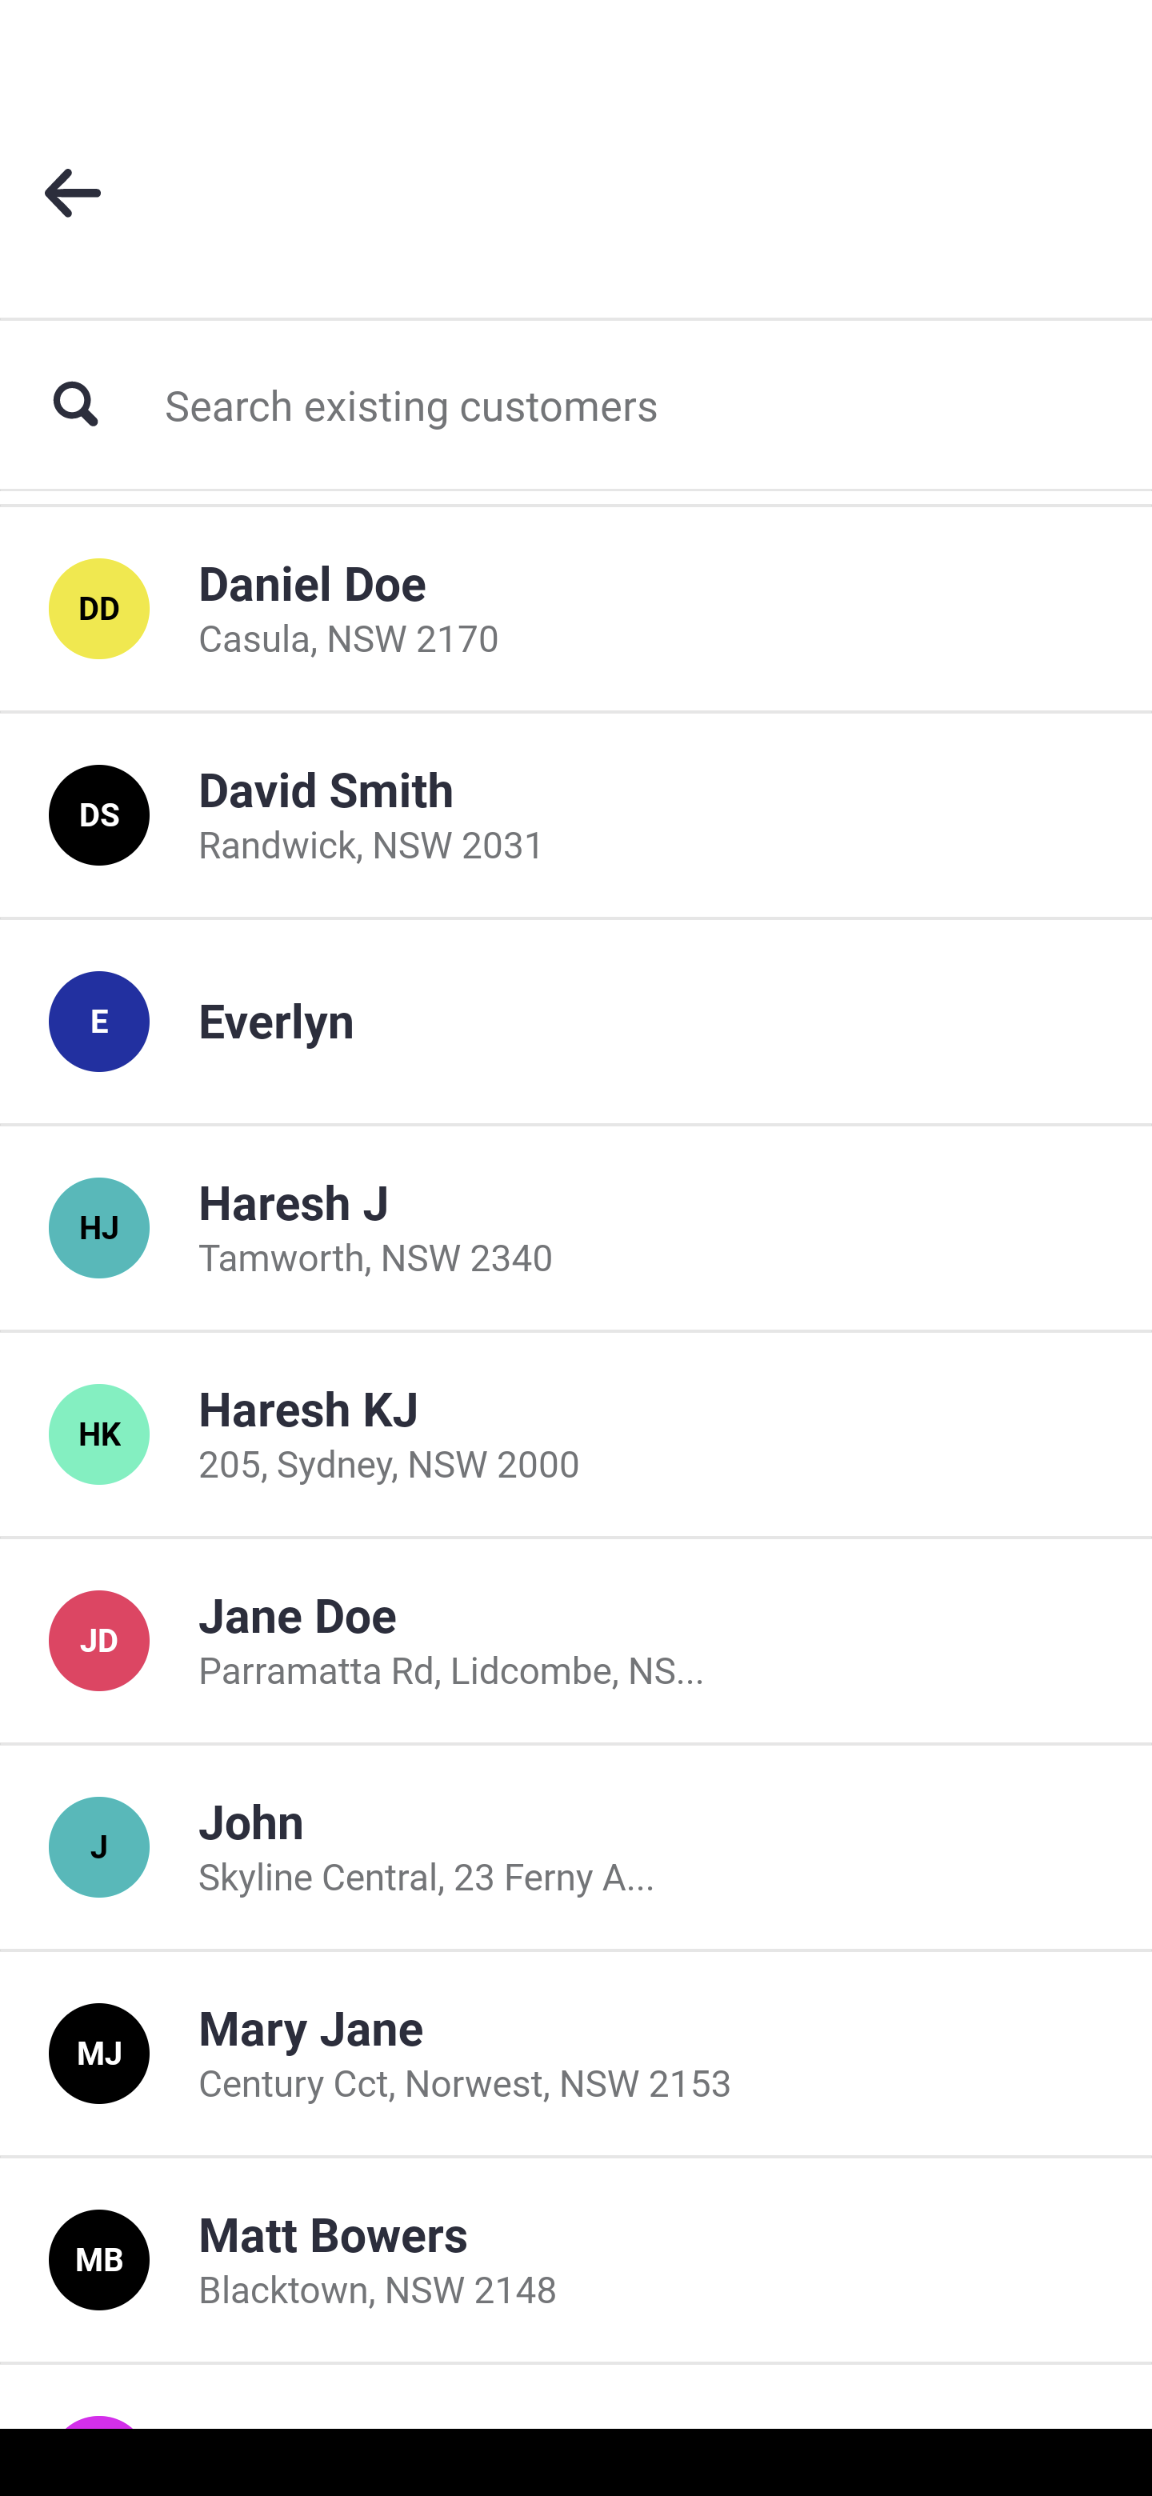 Search existing customers
DD
Daniel Doe
Casula, NSW 2170
DS
David Smith
Randwick, NSW 2031
E
Everlyn
HJ
Haresh J
Tamworth, NSW 2340
HK
Haresh KJ
205, Sydney, NSW 2000
JD
Jane Doe
Parramatta Rd, Lidcombe, NS...
J
John
Skyline Central, 23 Ferny A...
MJ
Mary Jane
Century Cct, Norwest, NSW 2153
MB
Matt Bowers
Blacktown, NSW 2148